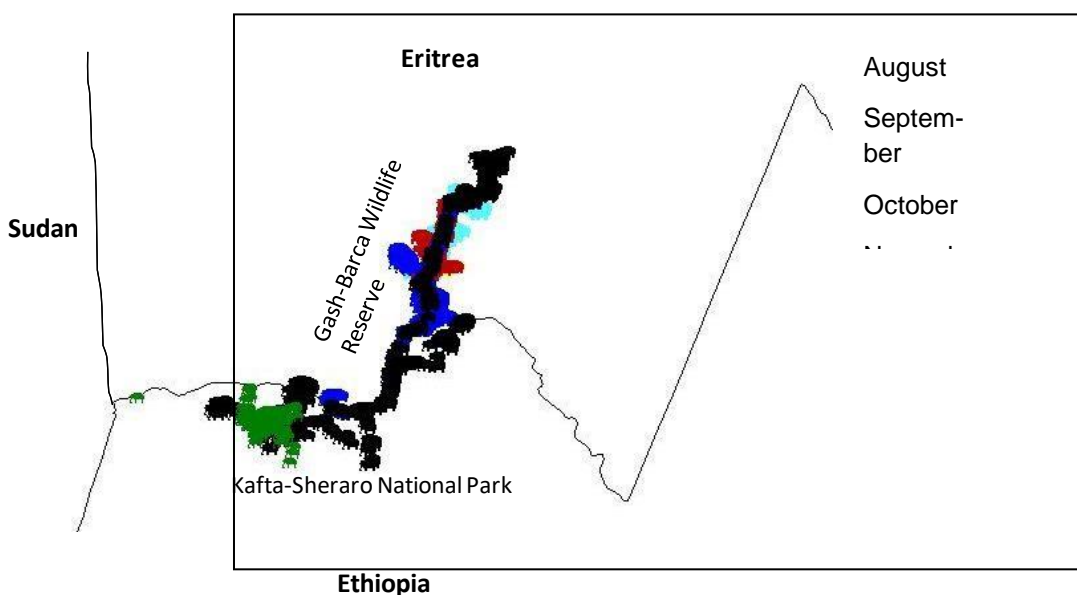 Eritrea
August
Septem-
ber
October
Sudan
Gash-Barca Wildlife
Reserve
Kafta-Sheraro National Park
Ethiopia